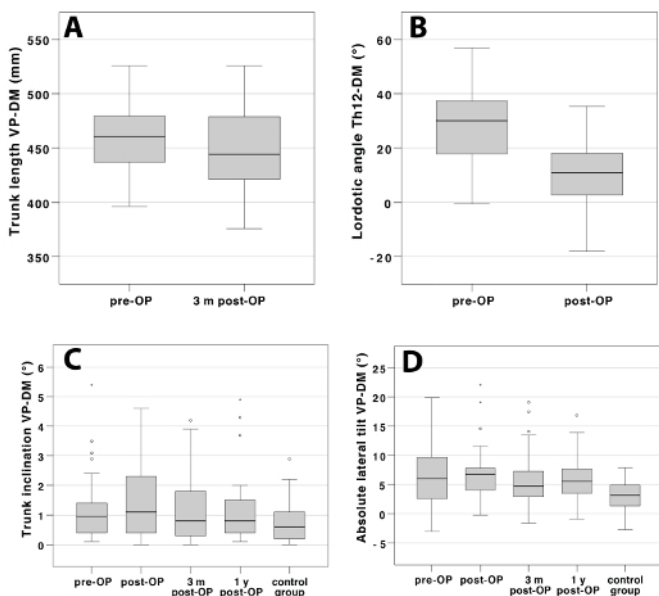 A
Trunk length VP-DM (mm)
550
500
450
400
350
pre-OP 3 m post-OP
B
Lordotic angle Th12-DM (°)
60
40
20
0
-20
pre-OP post-OP
C
Trunk inclination VP-DM (°)
6
5
4
3
2
1
0
pre-OP post-OP 3 m post-OP 1 y post-OP control group
D
Absolute lateral tilt VP-DM (°)
25
20
15
10
5
0
-5
pre-OP post-OP 3 m post-OP 1 y post-OP control group